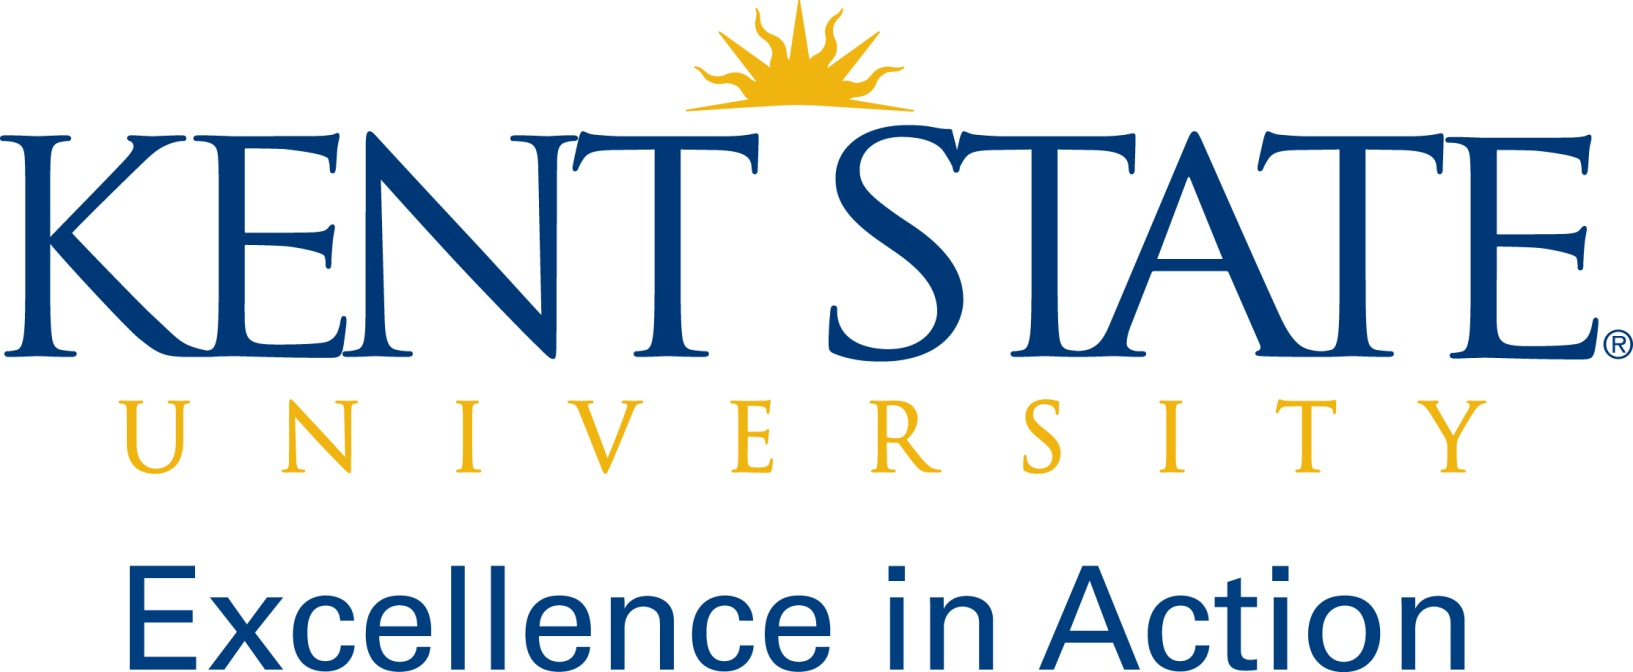 KENT STATE®
UNIVERSITY
Excellence in Action